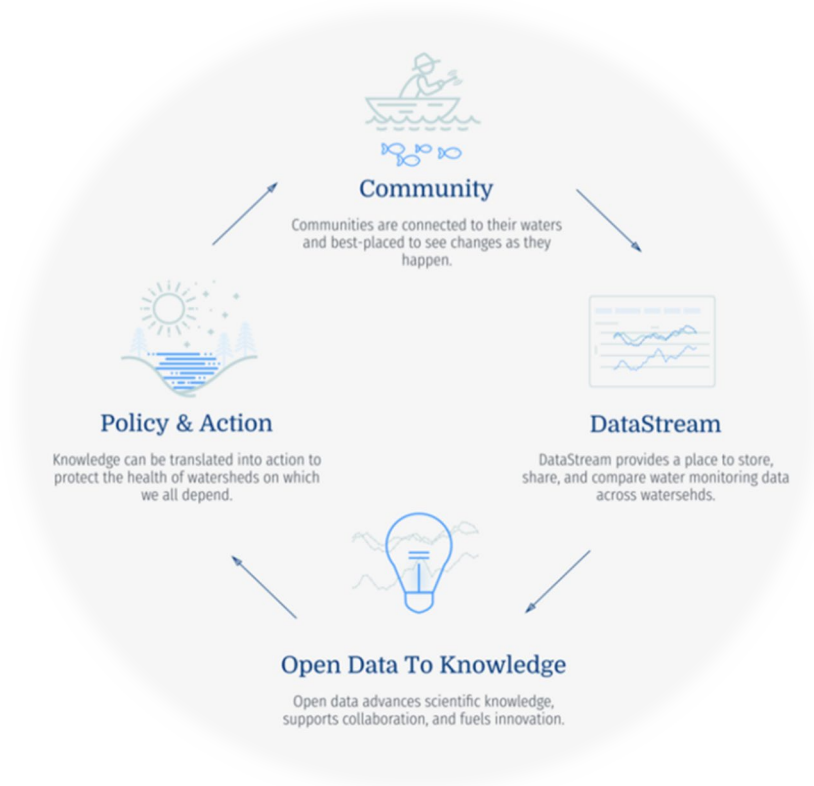 Community
Communities are connected to their waters
and best-placed to see changes as they
happen.
Policy & Action
Knowledge can be translated into action to
protect the health of watersheds on which
we all depend.
DataStream
DataStream provides a place to store,
share, and compare water monitoring data
across watersehds.
Open Data To Knowledge
Open data advances scientific knowledge,
supports collaboration, and fuels innovation.